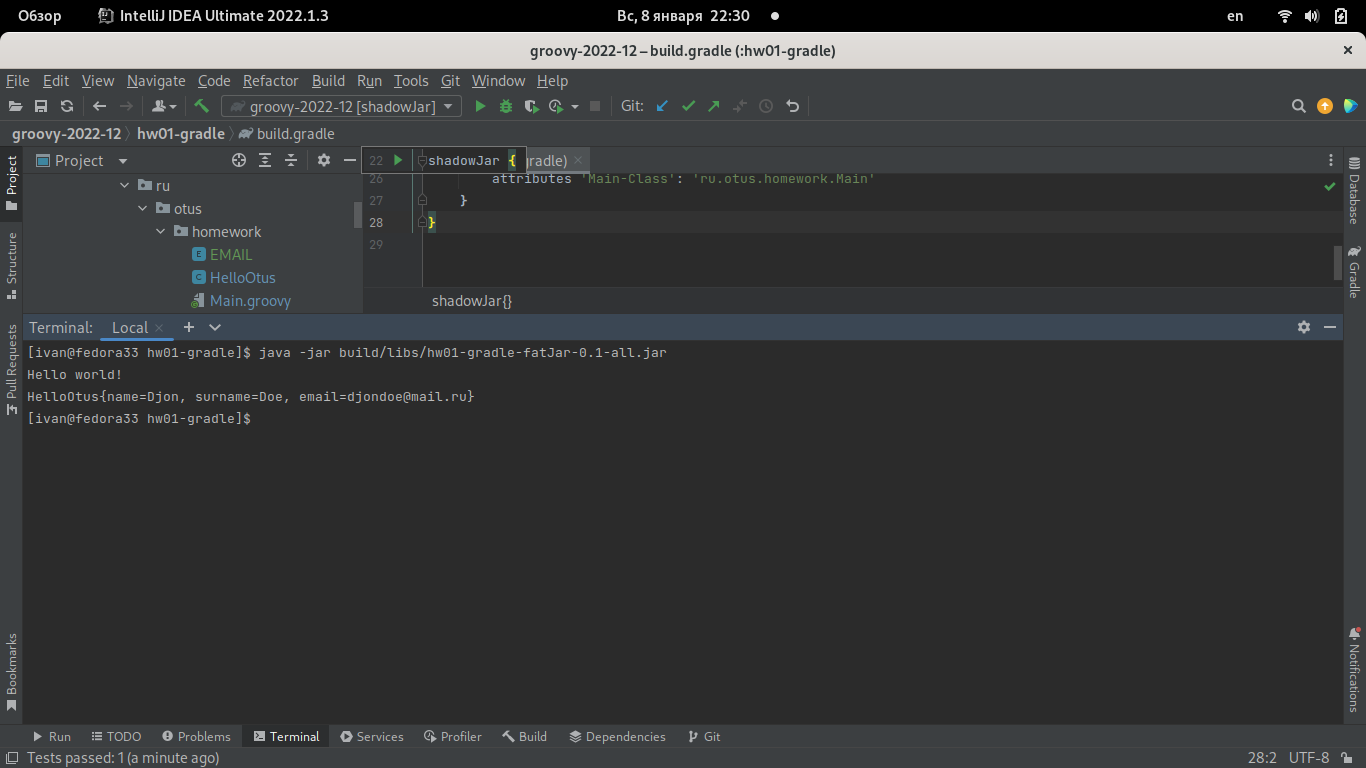 Обзор IntelliJ IDEA Ultimate 2022.1.3 Вс, 8 января 22:30 en
groovy-2022-12 – build.gradle (:hw01-gradle)
File Edit View Navigate Code Refactor Build Run Tools Git Window Help
groovy-2022-12 [shadowJar] Git:
groovy-2022-12 hw01-gradle build.gradle
Project
22 shadowJar { gradle)
ru
26 attributes 'Main-Class': 'ru.otus.homework.Main'
27 }
otus
28 }
homework
29
EMAIL
HelloOtus
Main.groovy
shadowJar{}
Project
Structure
Pull Requests
Bookmarks
Database
Gradle
Notifications
Terminal: Local
[ivan@fedora33 hw01-gradle]$ java -jar build/libs/hw01-gradle-fatJar-0.1-all.jar
Hello world!
HelloOtus{name=Djon, surname=Doe, email=djondoe@mail.ru}
[ivan@fedora33 hw01-gradle]$
Run TODO Problems Terminal Services Profiler Build Dependencies Git
Tests passed: 1 (a minute ago) 28:2 UTF-8